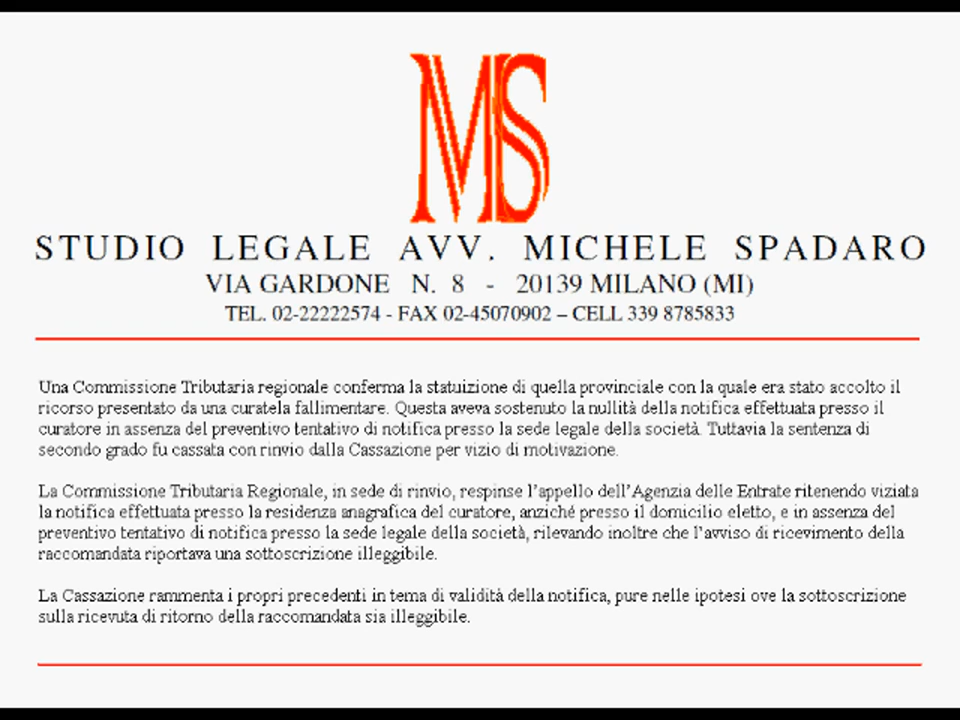 MS
STUDIO LEGALE AVV. MICHELE SPADARO
VIA GARDONE N. 8 - 20139 MILANO (MI)
TEL. 02-22222574 - FAX 02-45070902 – CELL 339 8785833
Una Commissione Tributaria regionale conferma la statuizione di quella provinciale con la quale era stato accolto il
ricorso presentato da una curatela fallimentare. Questa aveva sostenuto la nullità della notifica effettuata presso il
curatore in assenza del preventivo tentativo di notifica presso la sede legale della società. Tuttavia la sentenza di
secondo grado fu cassata con rinvio dalla Cassazione per vizio di motivazione.
La Commissione Tributaria Regionale, in sede di rinvio, respinse l'appello dell'Agenzia delle Entrate ritenendo viziata
la notifica effettuata presso la residenza anagrafica del curatore, anziché presso il domicilio eletto, e in assenza del
preventivo tentativo di notifica presso la sede legale della società, rilevando inoltre che l'avviso di ricevimento della
raccomandata riportava una sottoscrizione illeggibile.
La Cassazione rammenta i propri precedenti in tema di validità della notifica, pure nelle ipotesi ove la sottoscrizione
sulla ricevuta di ritorno della raccomandata sia illeggibile.